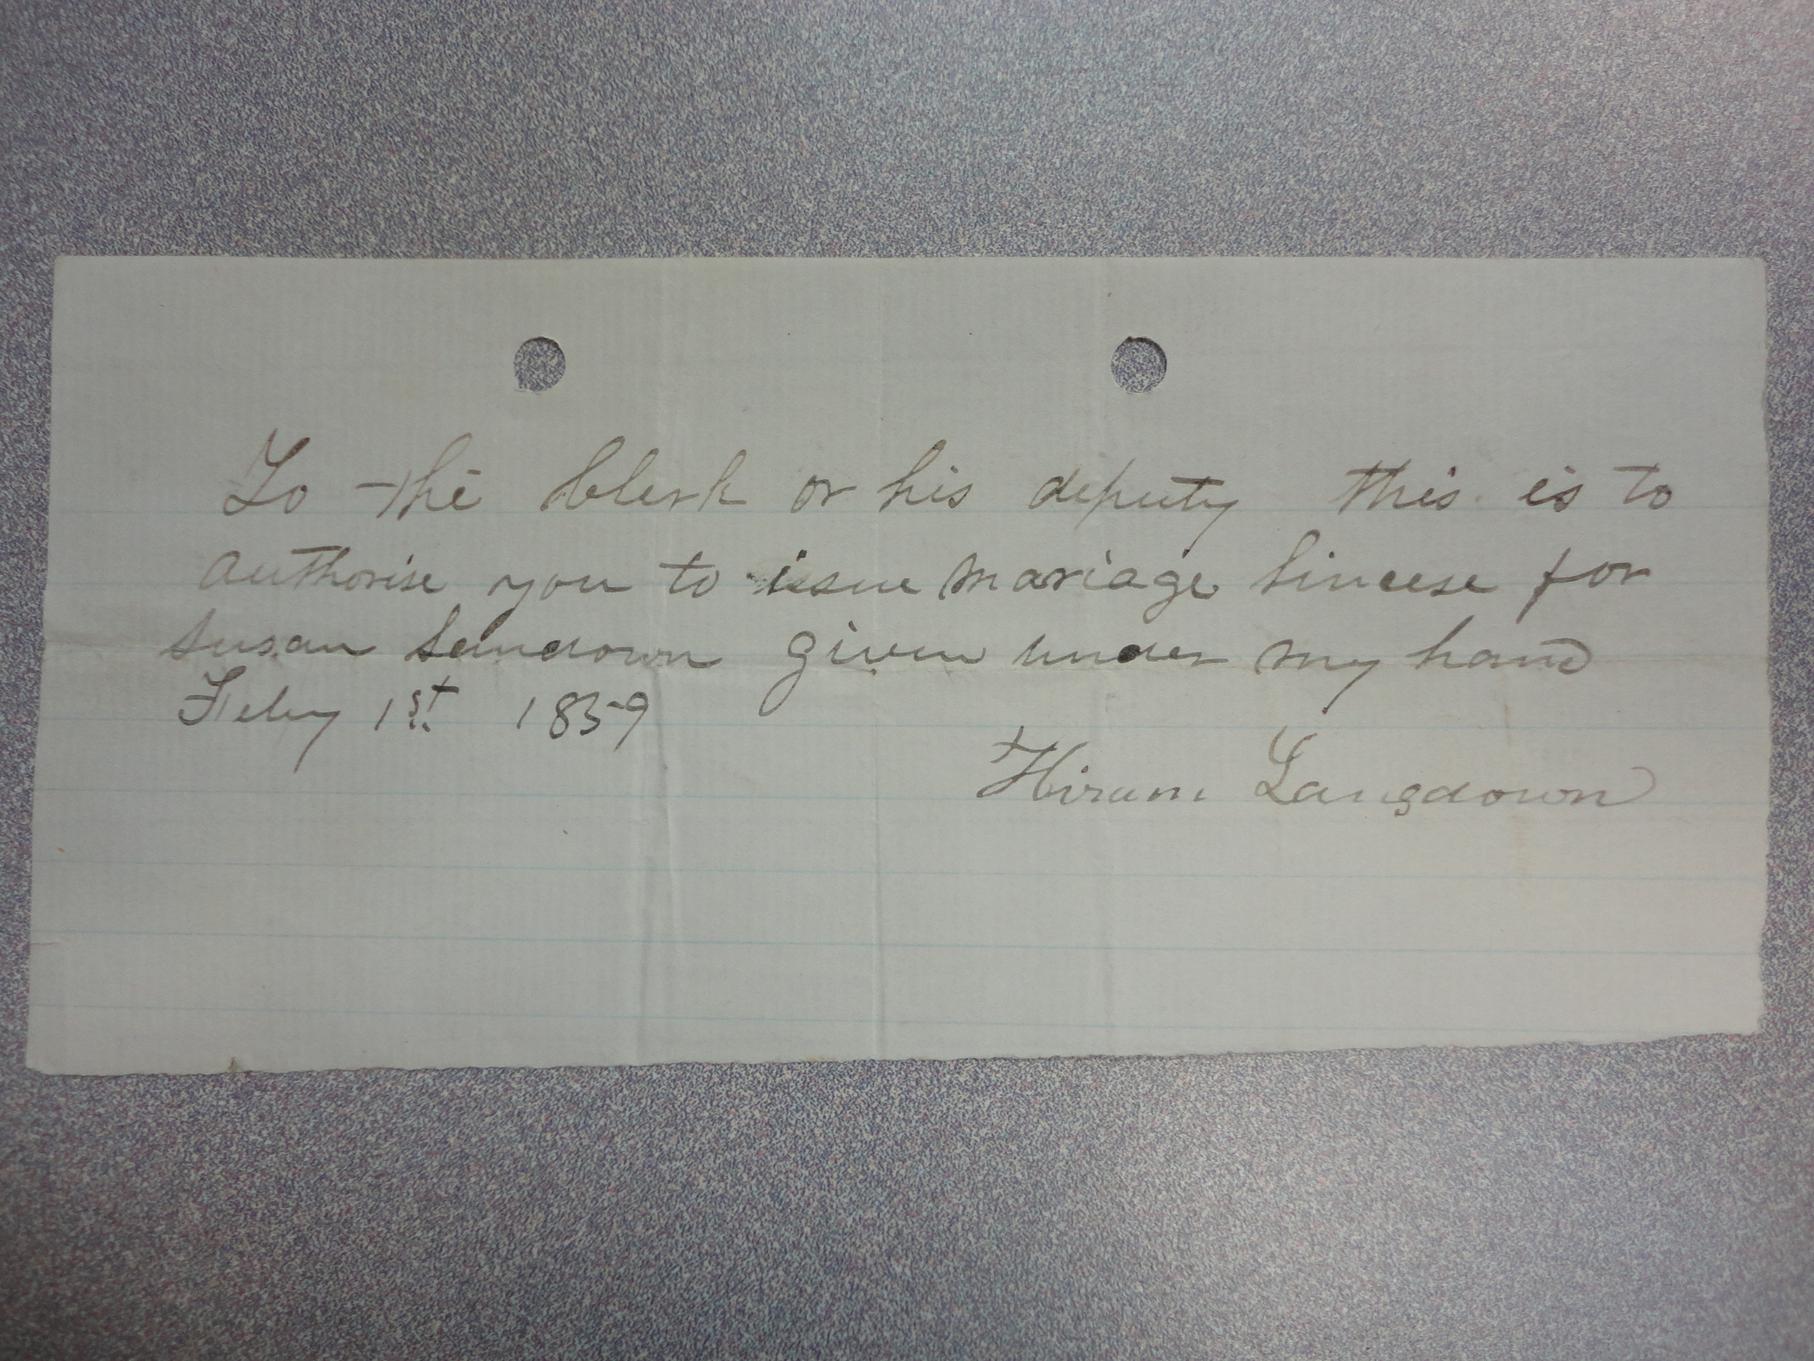 To the Clerk or his deputy this is to
authorise you to issue mariage lincese for
Susan given under my hand
Feby 1st 1859
Hiram Langdown